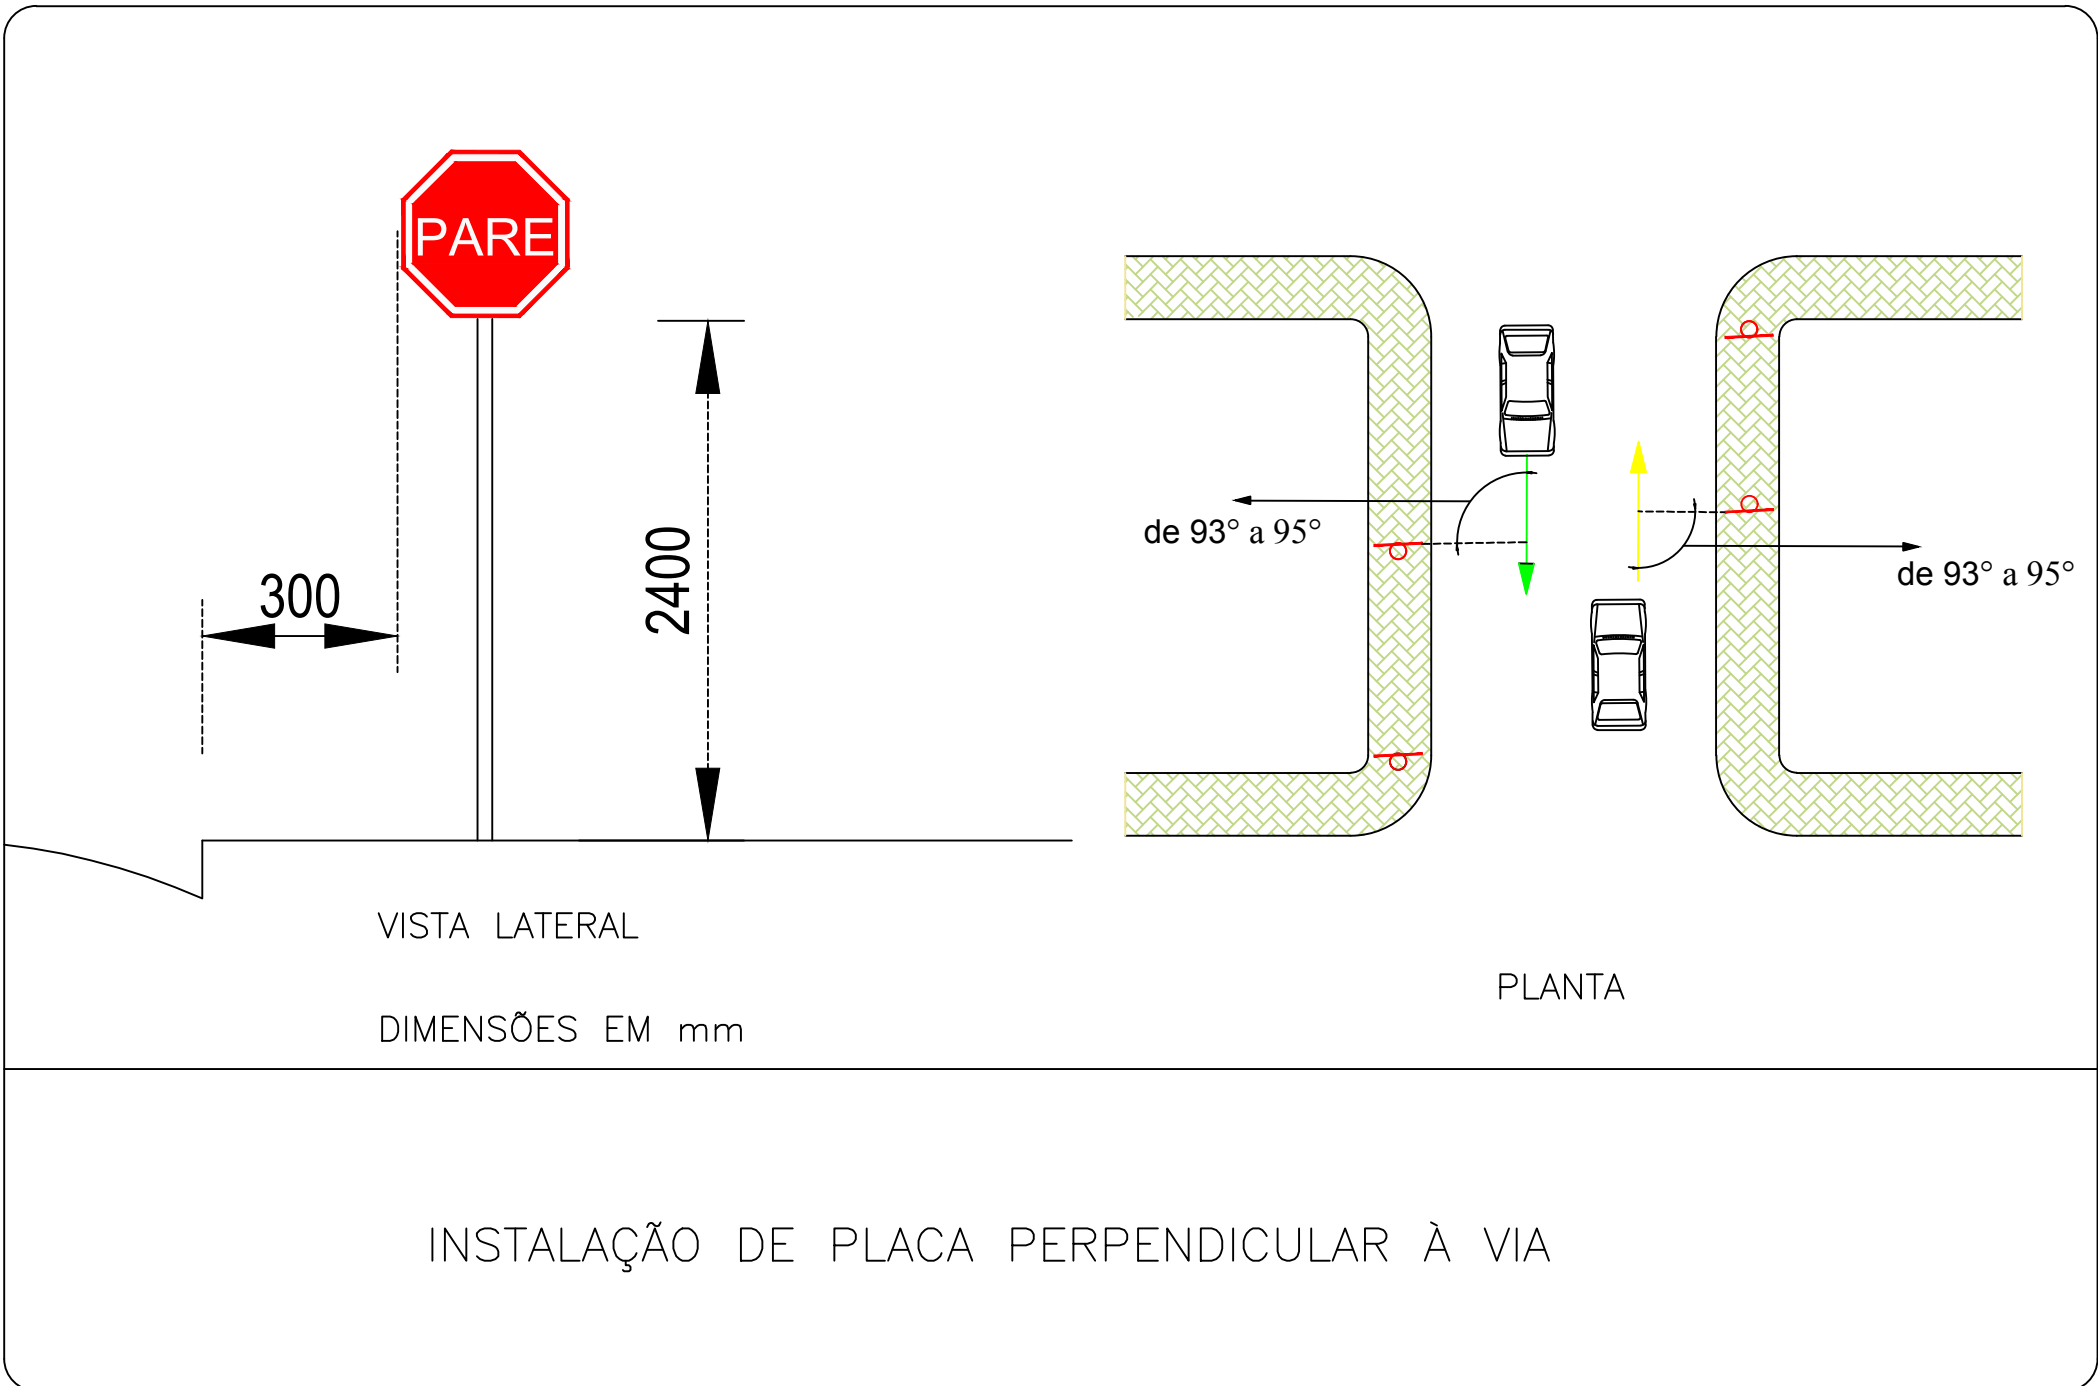 PARE
300
2400
de 93° a 95°
de 93° a 95°
VISTA LATERAL
PLANTA
DIMENSÕES EM mm
INSTALAÇÃO DE PLACA PERPENDICULAR À VIA